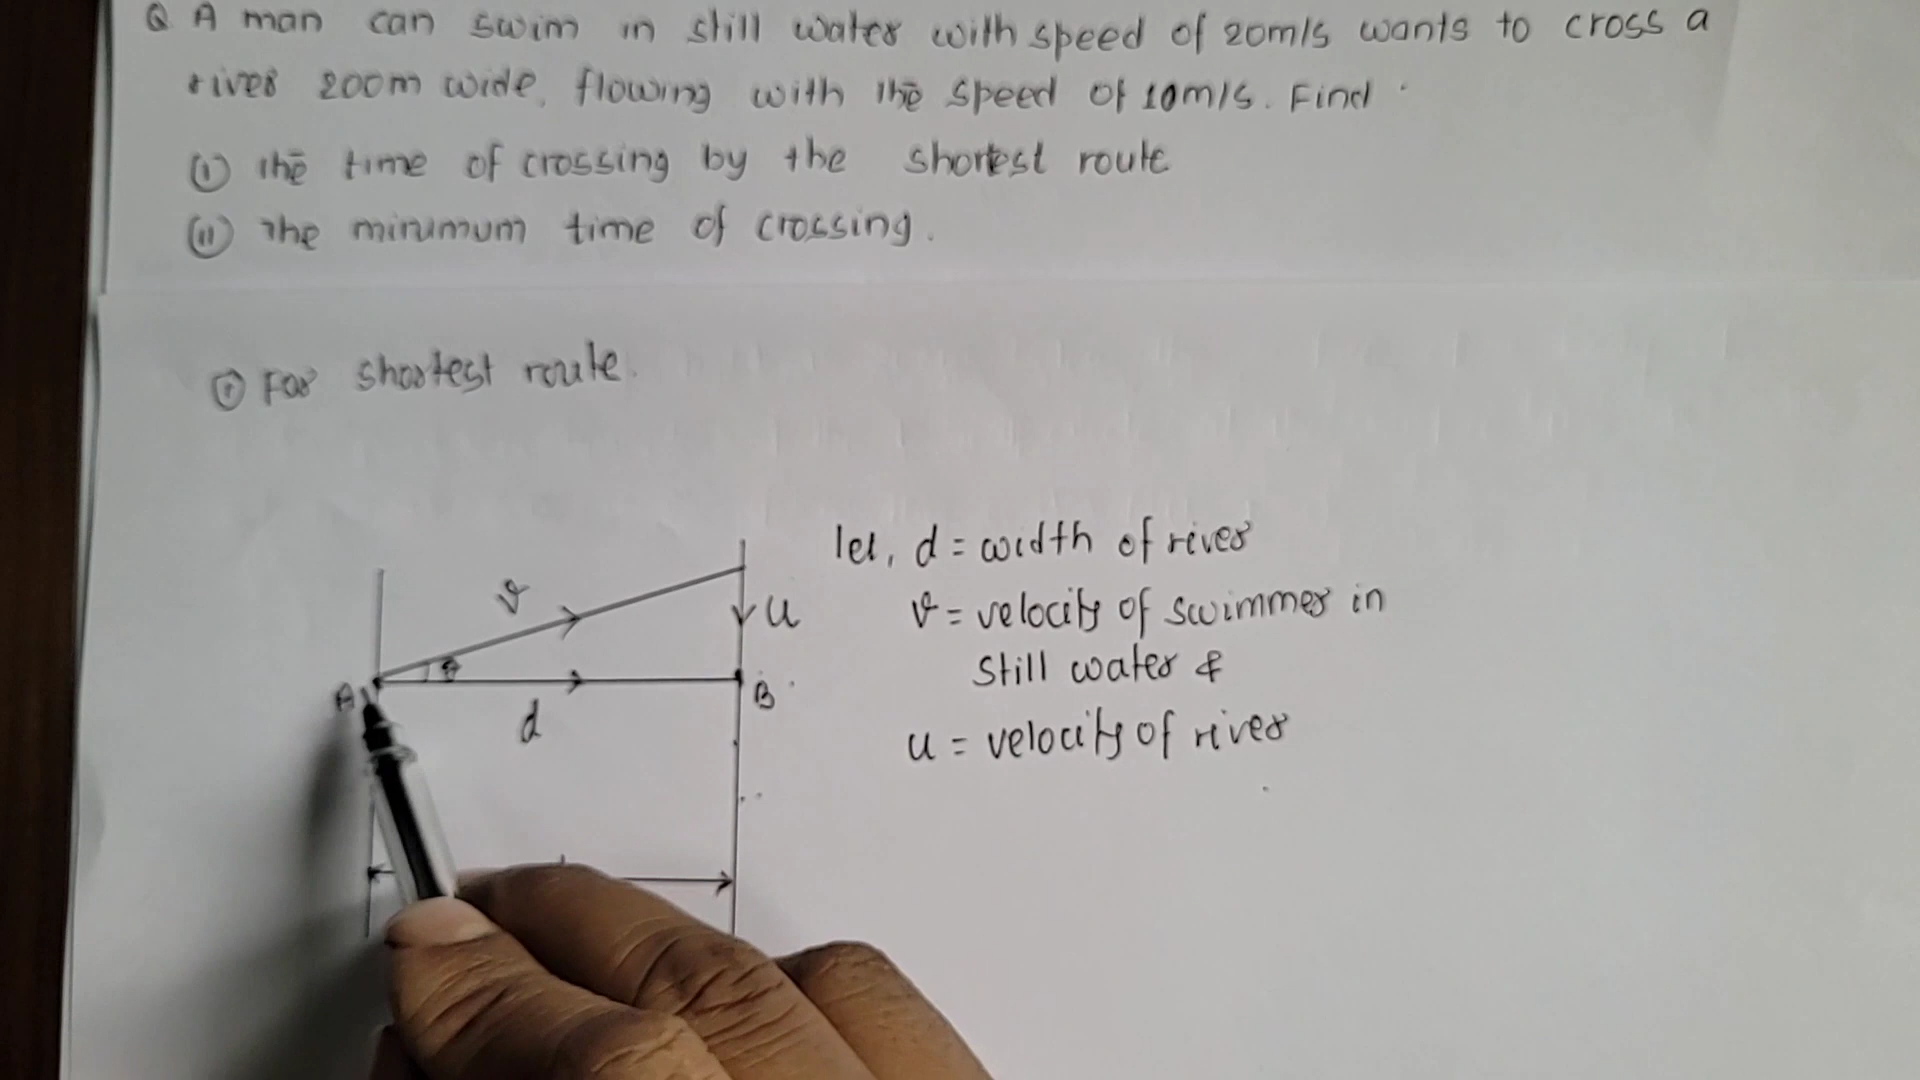 Q A man can swim in still water with speed of 20m/s wants to cross a
river 200m wide, flowing with the speed of 10m/s. Find
(i) The time of crossing by the shortest route
(ii) The minimum time of crossing.
(i) For shortest route.
let, d = width of river
v = velocity of swimmer in
still water &
u = velocity of river
v
u
θ
A
B
d